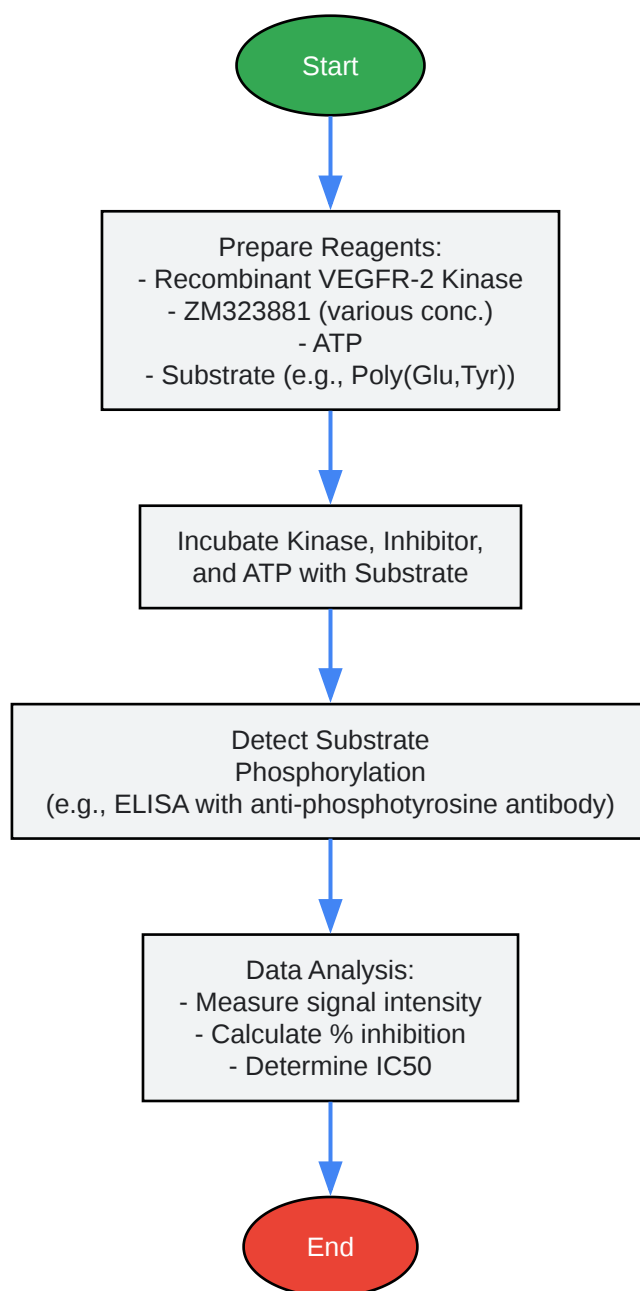 Start
Prepare Reagents:
- Recombinant VEGFR-2 Kinase
- ZM323881 (various conc.)
- ATP
- Substrate (e.g., Poly(Glu,Tyr))
Incubate Kinase, Inhibitor,
and ATP with Substrate
Detect Substrate
Phosphorylation
(e.g., ELISA with anti-phosphotyrosine antibody)
Data Analysis:
- Measure signal intensity
- Calculate % inhibition
- Determine IC50
End